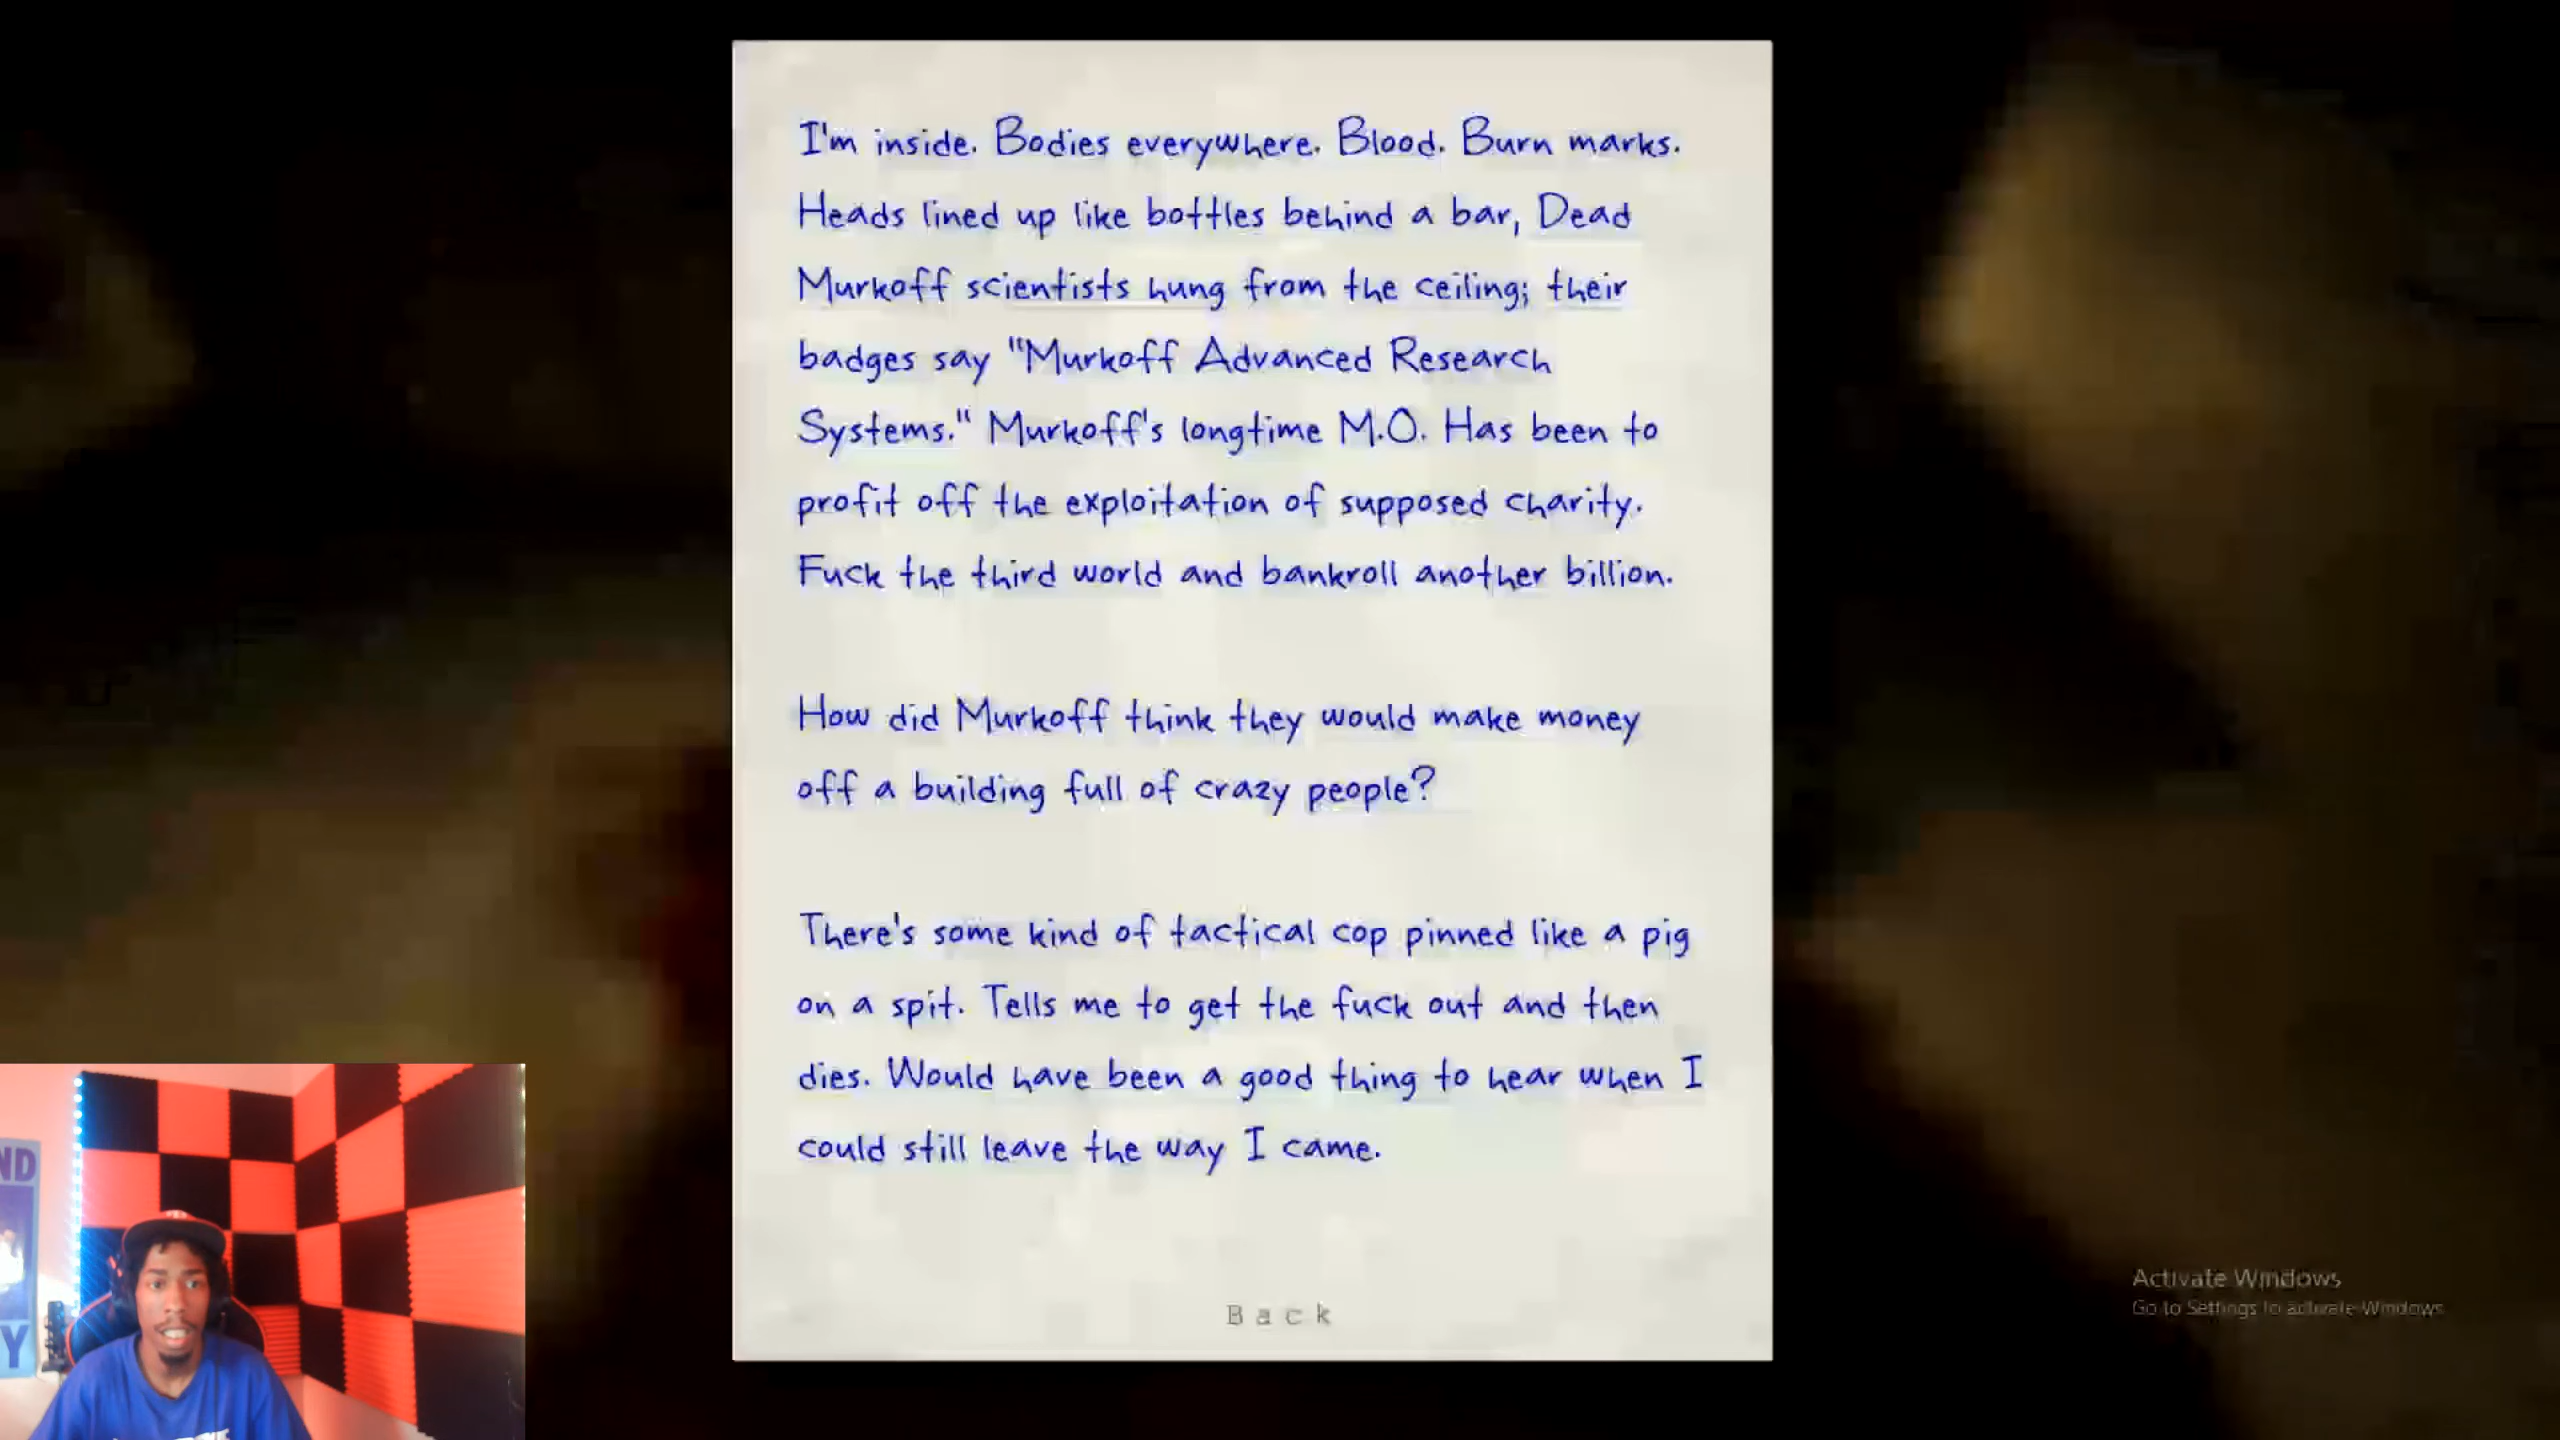 I'm inside. Bodies everywhere. Blood. Burn marks.
Heads lined up like bottles behind a bar, Dead
Murkoff scientists hung from the ceiling; their
badges say "Murkoff Advanced Research
Systems." Murkoff's longtime M.O. Has been to
profit off the exploitation of supposed charity.
Fuck the third world and bankroll another billion.
How did Murkoff think they would make money
off a building full of crazy people?
There's some kind of tactical cop pinned like a pig
on a spit. Tells me to get the fuck out and then
dies. Would have been a good thing to hear when I
could still leave the way I came.
Back
Activate Windows
Go to Settings to activate Windows
ND
Y